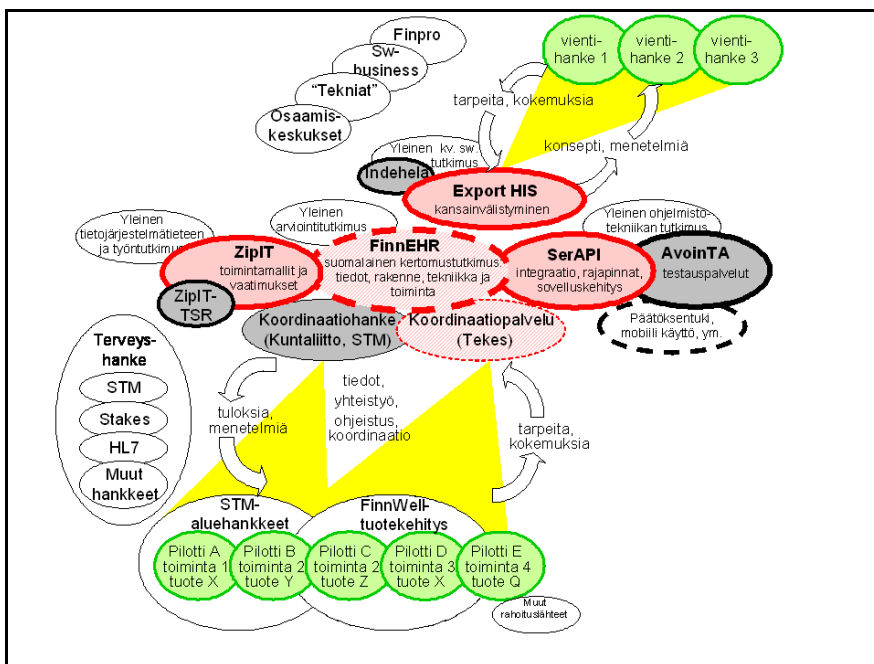 Finpro
Sw-
business
"Tekniat"
Osaamis-
keskukset
vienti-
hanke 1
vienti-
hanke 2
vienti-
hanke 3
tarpeita, kokemuksia
konsepti, menetelmiä
Yleinen kv. sw.
tutkimus
Indehela
Export HIS
kansainvälistyminen
Yleinen
tietojärjestelmätieteen
ja työntutkimus
Yleinen
arviointitutkimus
Yleinen ohjelmisto-
tekniikan tutkimus
ZipIT
toimintamallit ja
vaatimukset
FinnEHR
suomalainen kertomustutkimus:
tiedot, rakenne, tekniikka ja
toiminta
SerAPI
integraatio, rajapinnat,
sovelluskehitys
AvoinTA
testauspalvelut
ZipIT-
TSR
Koordinaatiohanke
(Kuntaliitto, STM)
Koordinaatiopalvelu
(Tekes)
Päätöksentuki,
mobiili käyttö, ym.
Terveys-
hanke
STM
Stakes
HL7
Muut
hankkeet
tuloksia,
menetelmiä
tiedot,
yhteistyö,
ohjeistus,
koordinaatio
tarpeita,
kokemuksia
STM-
aluehankkeet
FinnWell-
tuotekehitys
Pilotti A
toiminta 1
tuote X
Pilotti B
toiminta 2
tuote Y
Pilotti C
toiminta 2
tuote Z
Pilotti D
toiminta 3
tuote X
Pilotti E
toiminta 4
tuote Q
Muut
rahoituslähteet